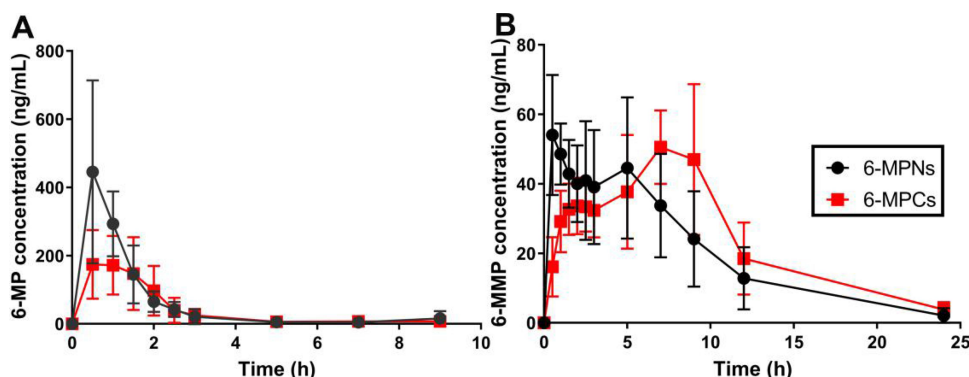 A
6-MP concentration (ng/mL)
800
600
400
200
0
0
2
4
6
8
10
Time (h)
B
6-MMP concentration (ng/mL)
80
60
40
20
0
0
5
10
15
20
25
Time (h)
6-MPNs
6-MPCs